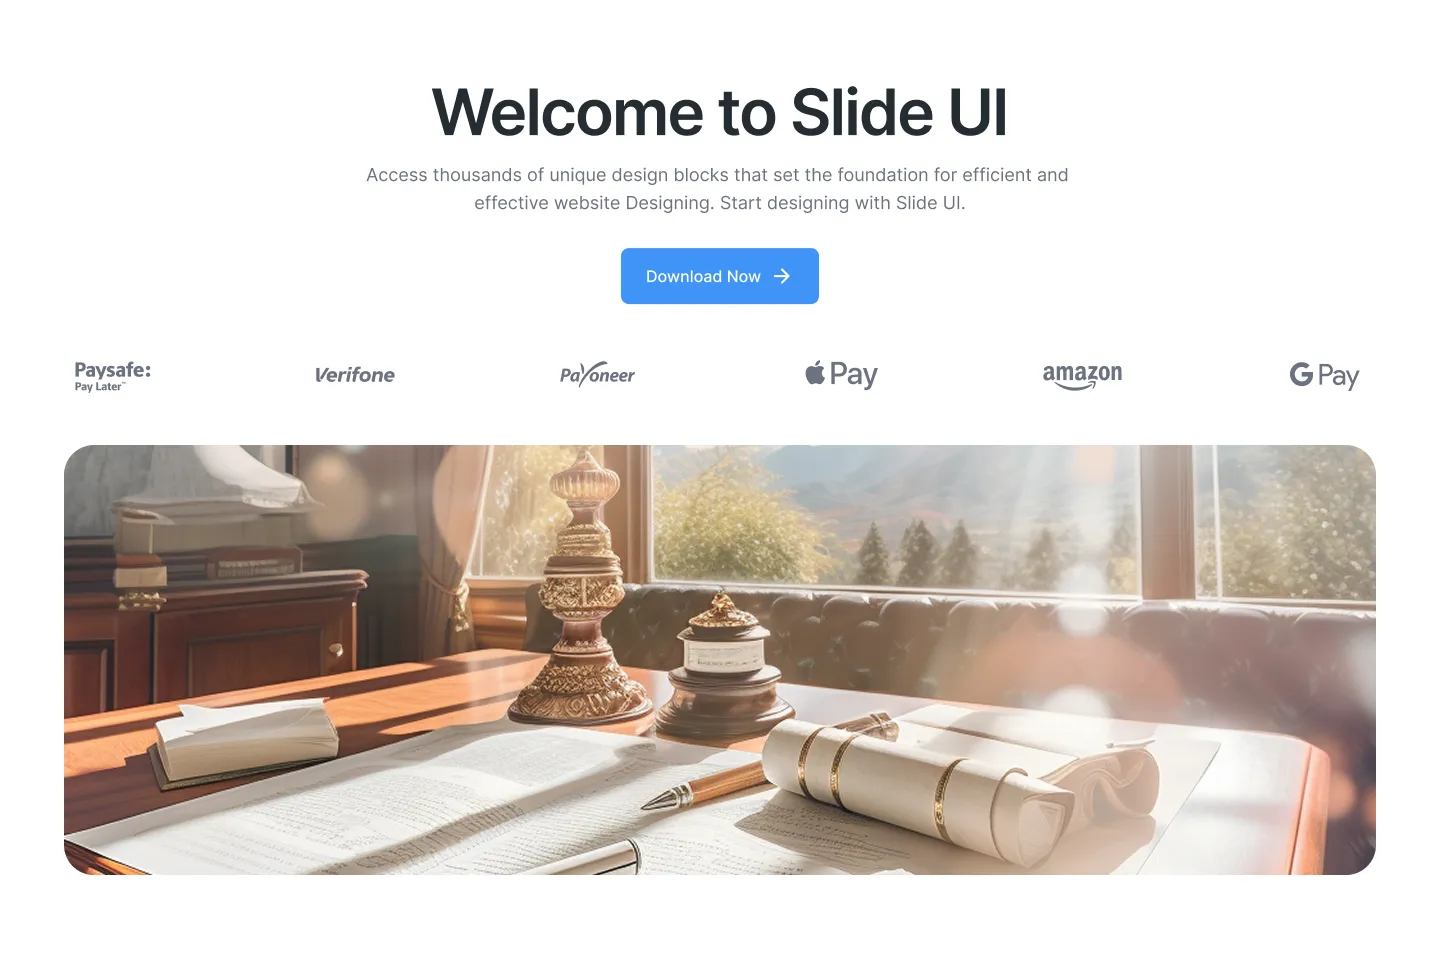 Welcome to Slide UI
Access thousands of unique design blocks that set the foundation for efficient and
effective website Designing. Start designing with Slide UI.
Download Now
Paysafe:
Pay Later™
Verifone
Payoneer
Pay
amazon
G Pay